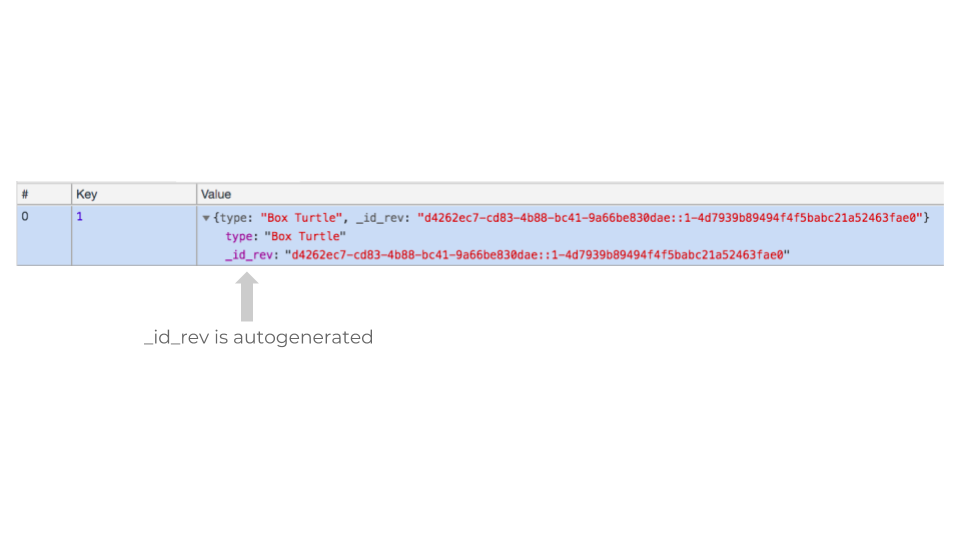 # Key Value
0 1 {type: "Box Turtle", _id_rev: "d4262ec7-cd83-4b88-bc41-9a66be830dae::1-4d7939b89494f4f5babc21a52463fae0"}
type: "Box Turtle"
_id_rev: "d4262ec7-cd83-4b88-bc41-9a66be830dae::1-4d7939b89494f4f5babc21a52463fae0"
_id_rev is autogenerated